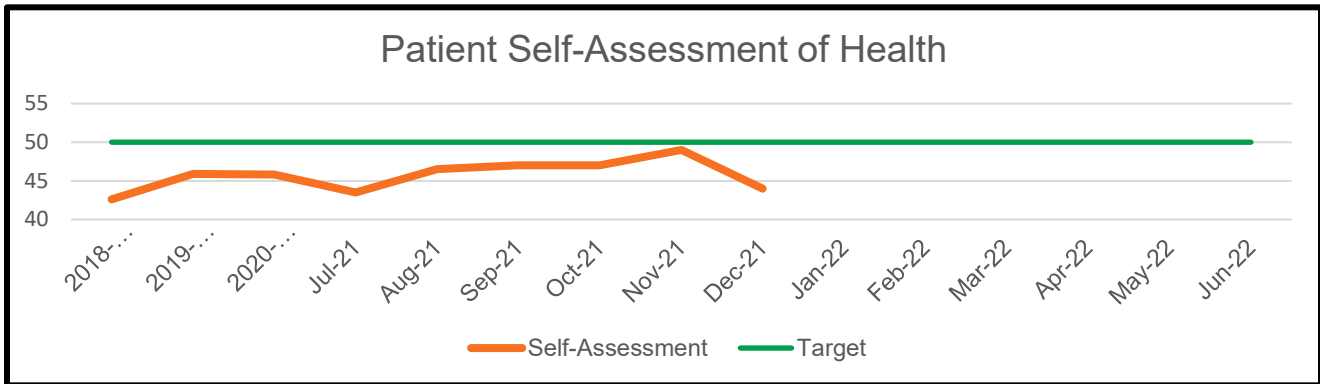 Patient Self-Assessment of Health
55
50
45
40
2018-...
2019-...
2020-...
Jul-21
Aug-21
Sep-21
Oct-21
Nov-21
Dec-21
Jan-22
Feb-22
Mar-22
Apr-22
May-22
Jun-22
Self-Assessment
Target